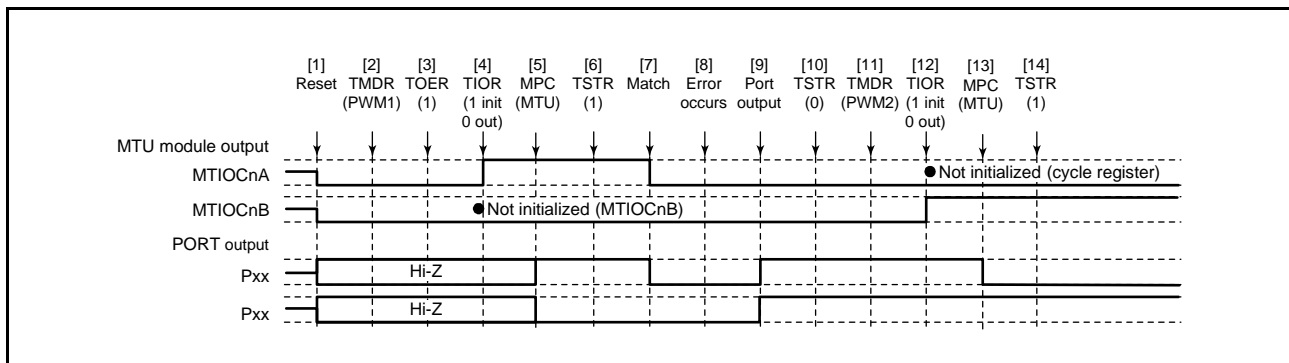 [1] [2] [3] [4] [5] [6] [7] [8] [9] [10] [11] [12] [13] [14]
Reset TMDR TOER TIOR MPC TSTR Match Error Port TSTR TMDR TIOR MPC TSTR
(PWM1) (1) (1 init (MTU) (1) occurs output (0) (PWM2) (1 init (MTU) (1)
0 out) 0 out)
MTU module output
MTIOCnA ● Not initialized (cycle register)
MTIOCnB ● Not initialized (MTIOCnB)
PORT output
Pxx Hi-Z
Pxx Hi-Z